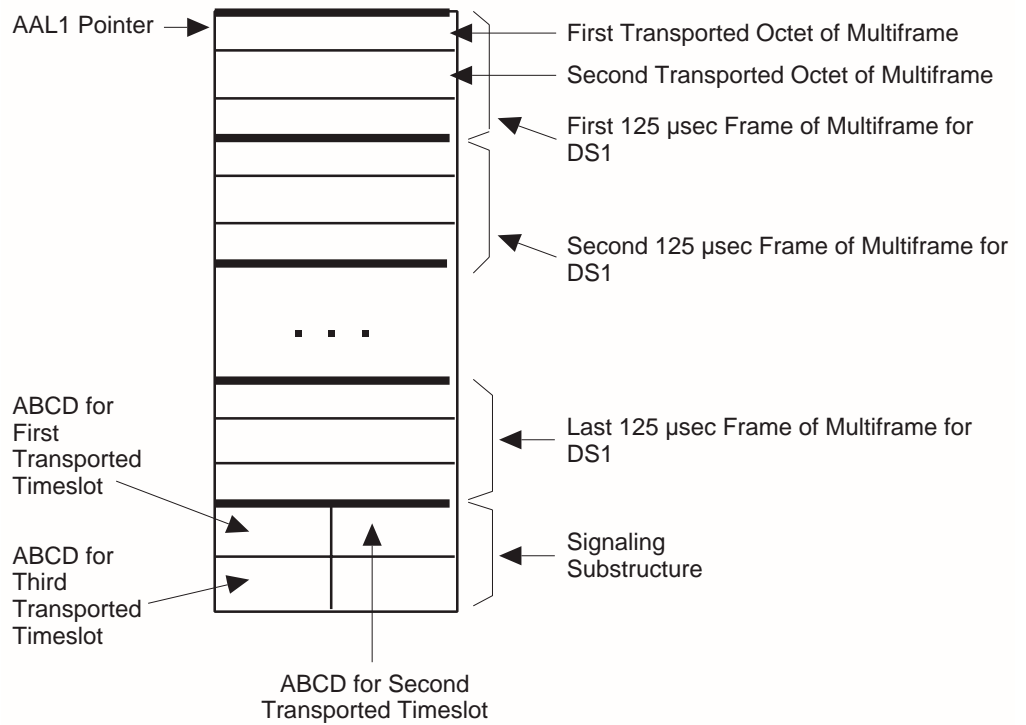 AAL1 Pointer
First Transported Octet of Multiframe
Second Transported Octet of Multiframe
First 125 µsec Frame of Multiframe for
DS1
Second 125 µsec Frame of Multiframe for
DS1
. . .
ABCD for
First
Transported
Timeslot
Last 125 µsec Frame of Multiframe for
DS1
ABCD for
Third
Transported
Timeslot
Signaling
Substructure
ABCD for Second
Transported Timeslot